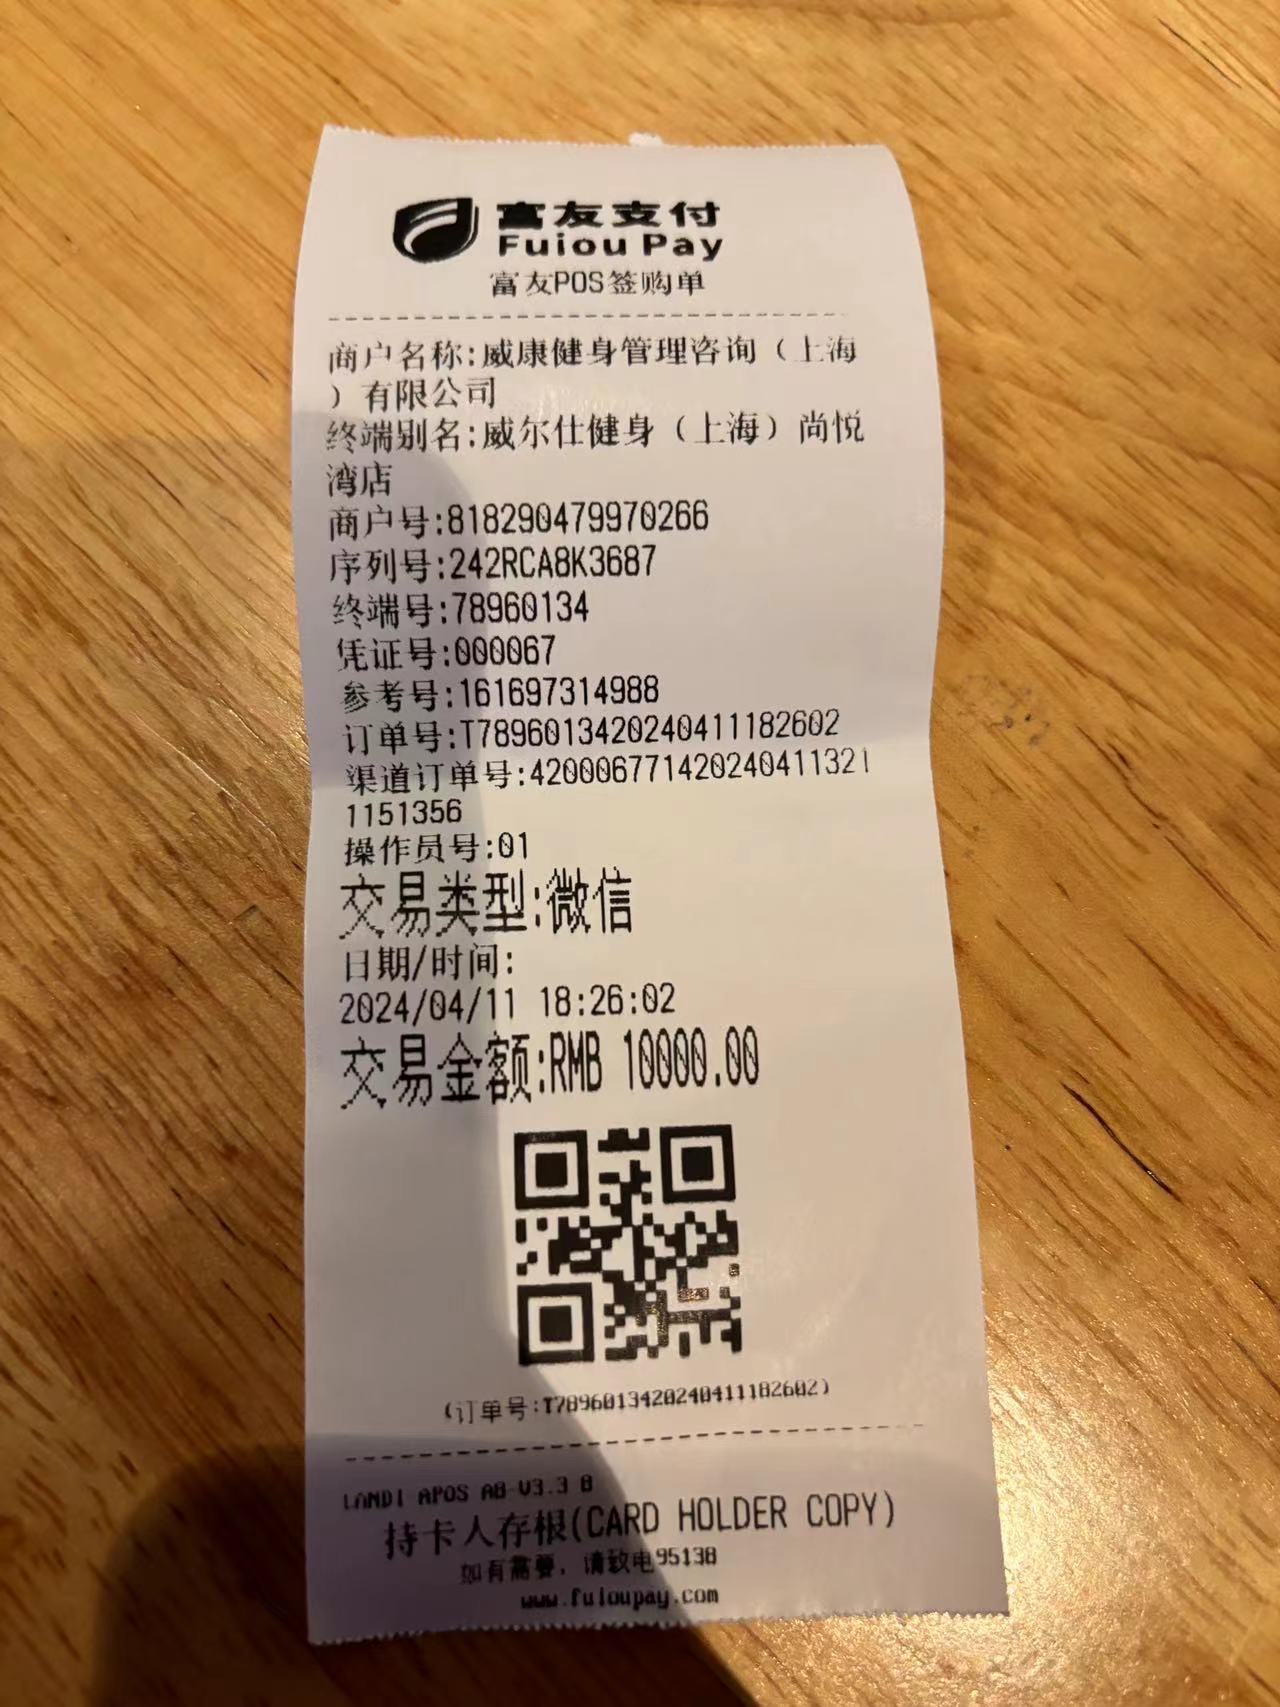 富友支付
Fuiou Pay
富友POS签购单
商户名称:威康健身管理咨询（上海
）有限公司
终端别名:威尔仕健身（上海）尚悦
湾店
商户号:818290479970266
序列号:242RCA8K3687
终端号:78960134
凭证号:000067
参考号:161697314988
订单号:T7896013420240411182602
渠道订单号:420006771420240411321
1151356
操作员号:01
交易类型:微信
日期/时间:
2024/04/11 18:26:02
交易金额:RMB 10000.00
(订单号:T7896013420240411182602)
LANDI APOS A8-V3.3 B
持卡人存根(CARD HOLDER COPY)
如有需要，请致电95138
www.fuioupay.com